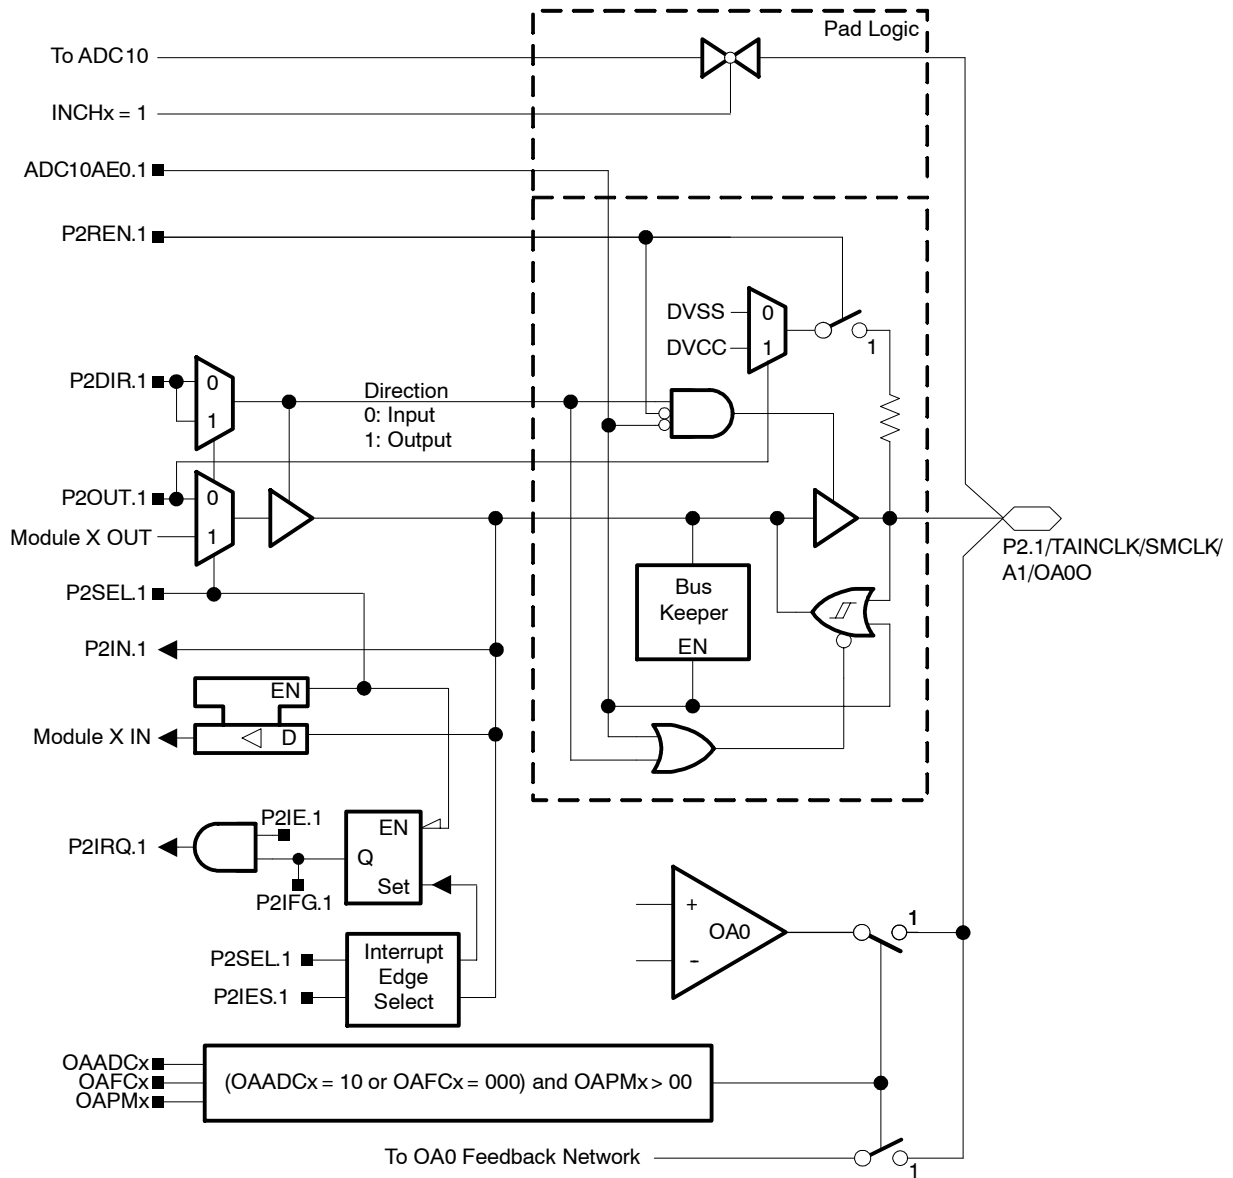 Pad Logic
To ADC10
INCHx = 1
ADC10AE0.1
P2REN.1
DVSS
0
DVCC
1
1
P2DIR.1
0
1
Direction
0: Input
1: Output
P2OUT.1
0
Module X OUT
1
P2.1/TAINCLK/SMCLK/
A1/OA0O
P2SEL.1
Bus
Keeper
EN
P2IN.1
EN
Module X IN
D
P2IE.1
P2IRQ.1
EN
Q
Set
P2IFG.1
P2SEL.1
P2IES.1
Interrupt
Edge
Select
+
OA0
−
1
OAADCx
OAFCx
OAPMx
(OAADCx = 10 or OAFCx = 000) and OAPMx > 00
To OA0 Feedback Network
1